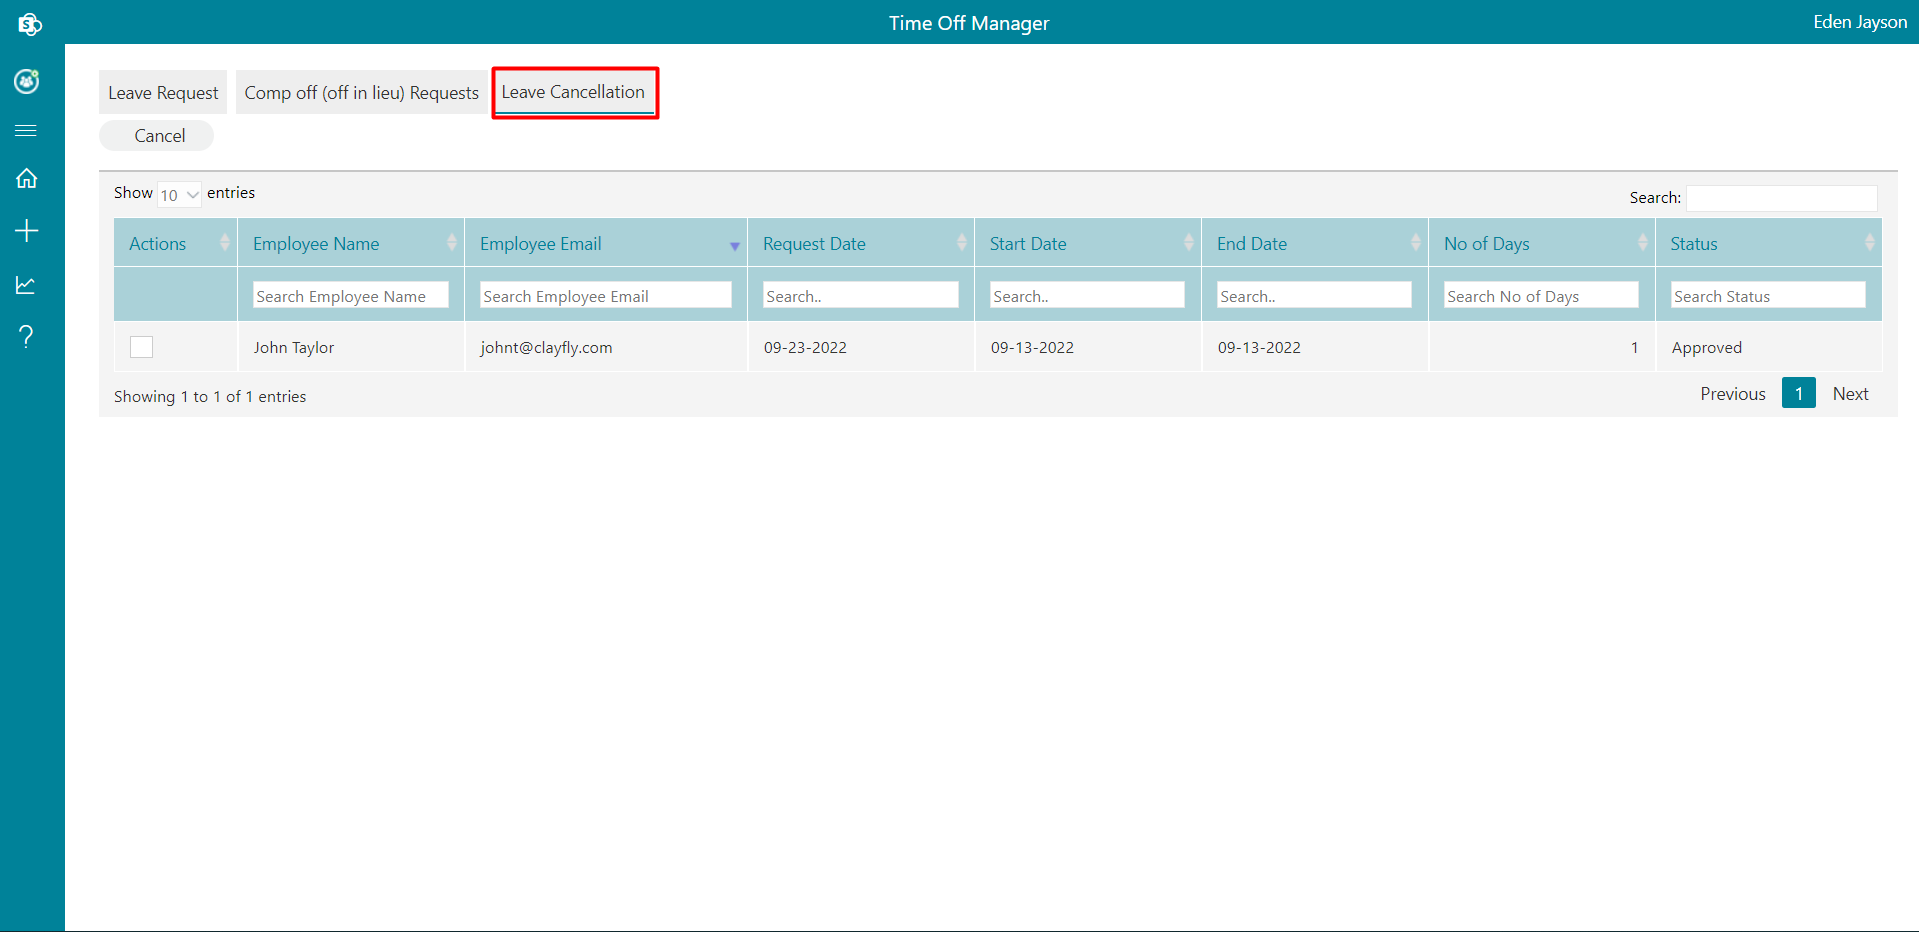 Time Off Manager
Eden Jayson
Leave Request
Comp off (off in lieu) Requests
Leave Cancellation
Cancel
Show 10 entries
Search:
Actions Employee Name Employee Email Request Date Start Date End Date No of Days Status
Search Employee Name Search Employee Email Search.. Search.. Search.. Search No of Days Search Status
John Taylor johnt@clayfly.com 09-23-2022 09-13-2022 09-13-2022 1 Approved
Showing 1 to 1 of 1 entries
Previous 1 Next